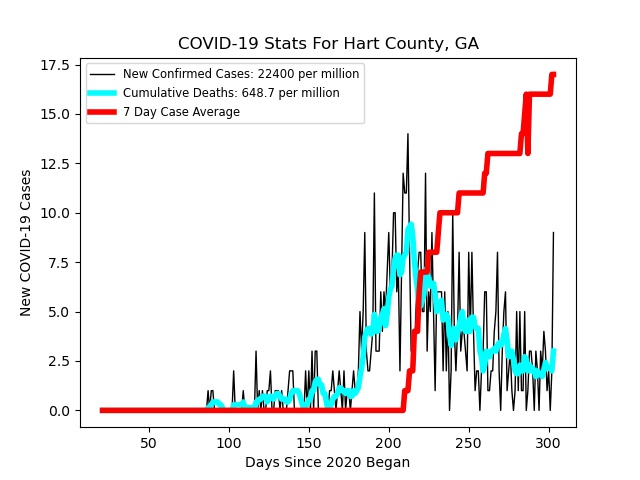 COVID-19 Stats For Hart County, GA
New Confirmed Cases: 22400 per million
Cumulative Deaths: 648.7 per million
7 Day Case Average
New COVID-19 Cases
17.5
15.0
12.5
10.0
7.5
5.0
2.5
0.0
50 100 150 200 250 300
Days Since 2020 Began